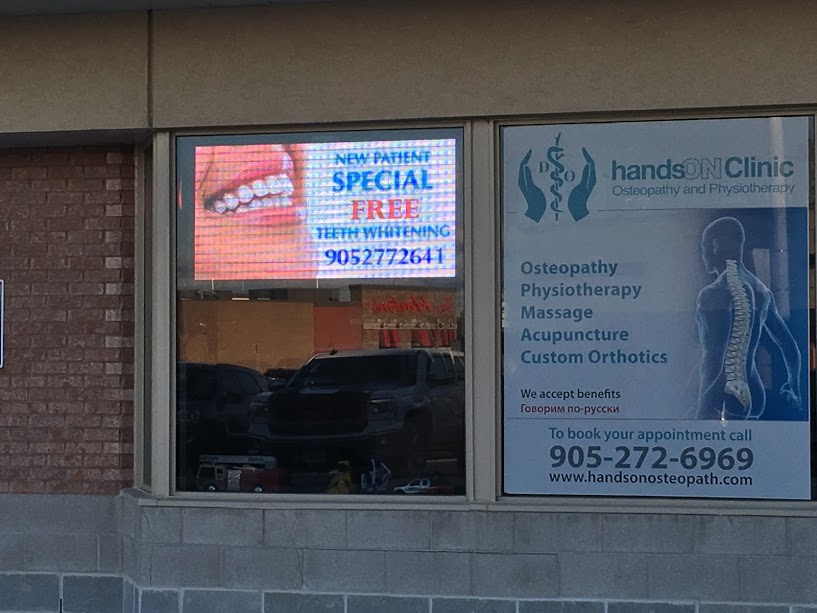 NEW PATIENT
SPECIAL
FREE
TEETH WHITENING
9052772641
D O
handsON Clinic
Osteopathy and Physiotherapy
Osteopathy
Physiotherapy
Massage
Acupuncture
Custom Orthotics
We accept benefits
Говорим по-русски
To book your appointment call
905-272-6969
www.handsonosteopath.com